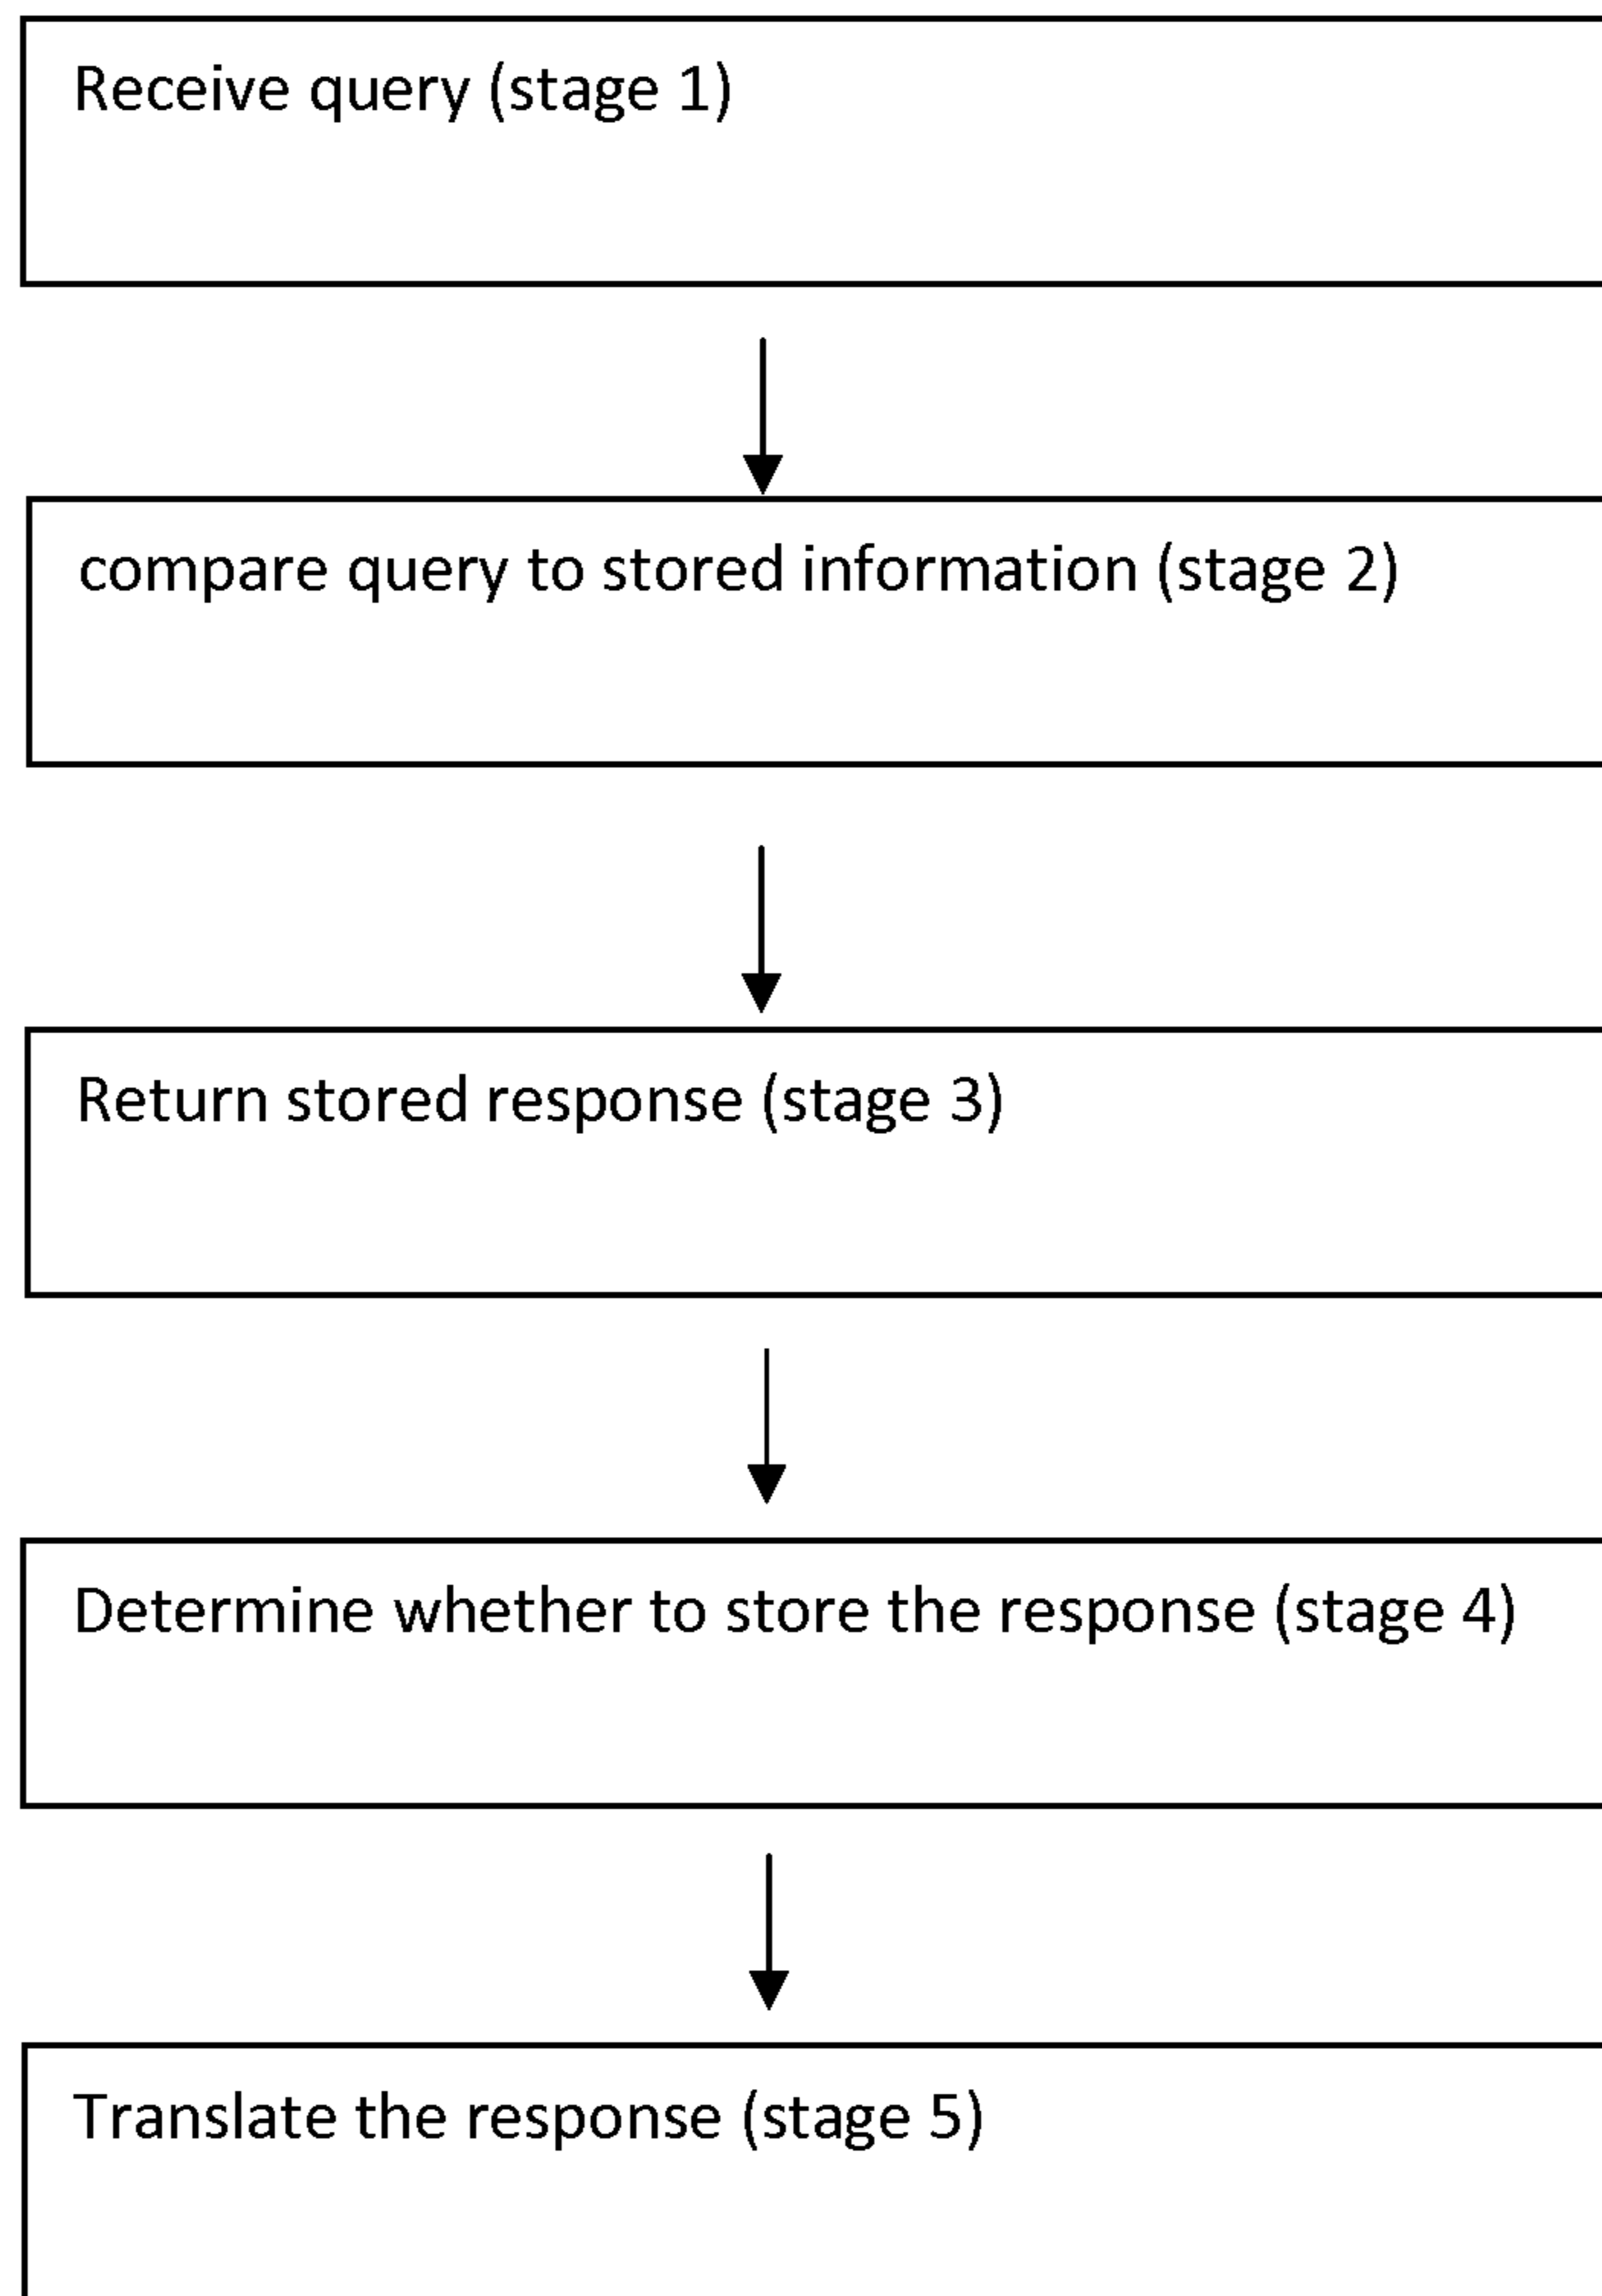 Receive query (stage 1)
compare query to stored information (stage 2)
Return stored response (stage 3)
Determine whether to store the response (stage 4)
Translate the response (stage 5)